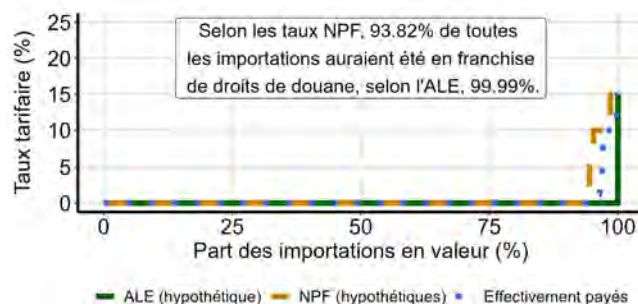 Selon les taux NPF, 93.82% de toutes
les importations auraient été en franchise
de droits de douane, selon l'ALE, 99.99%.
Taux tarifaire (%)
25
20
15
10
5
0
0 25 50 75 100
Part des importations en valeur (%)
ALE (hypothétique) NPF (hypothétiques) Effectivement payés